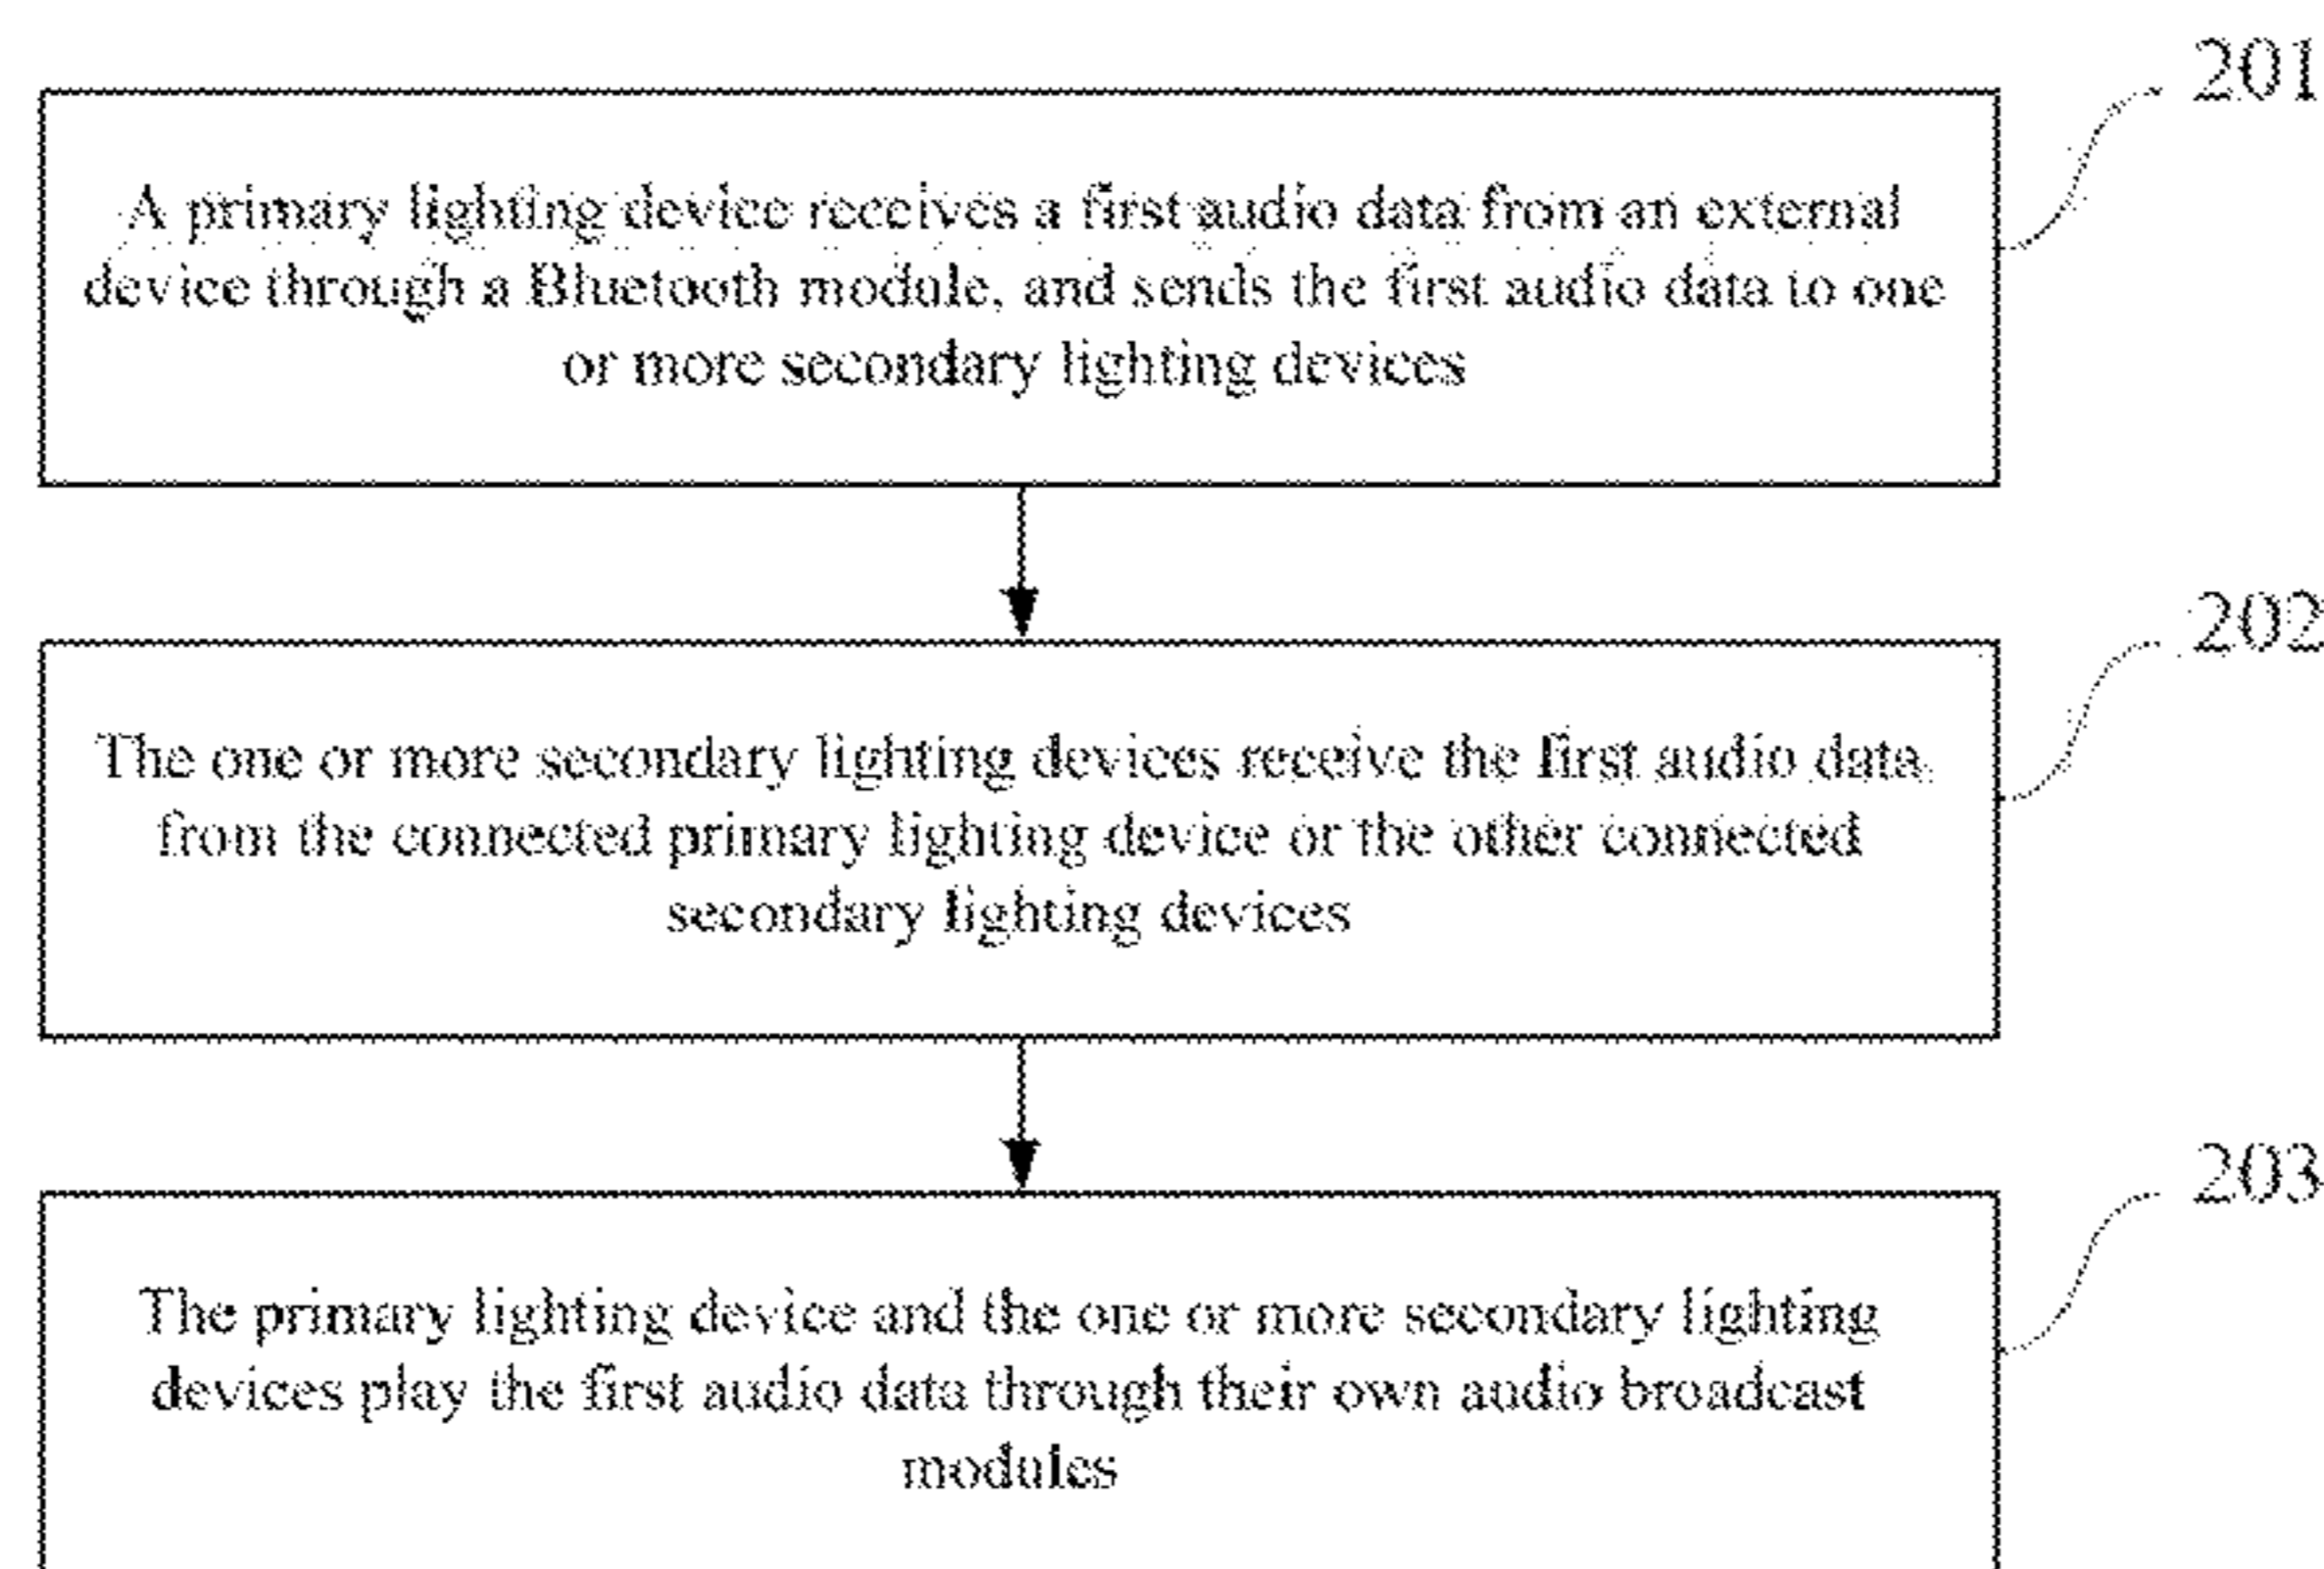 201
A primary lighting device receives a first audio data from an external
device through a Bluetooth module, and sends the first audio data to one
or more secondary lighting devices
202
The one or more secondary lighting devices receive the first audio data
from the connected primary lighting device or the other connected
secondary lighting devices
203
The primary lighting device and the one or more secondary lighting
devices play the first audio data through their own audio broadcast
modules